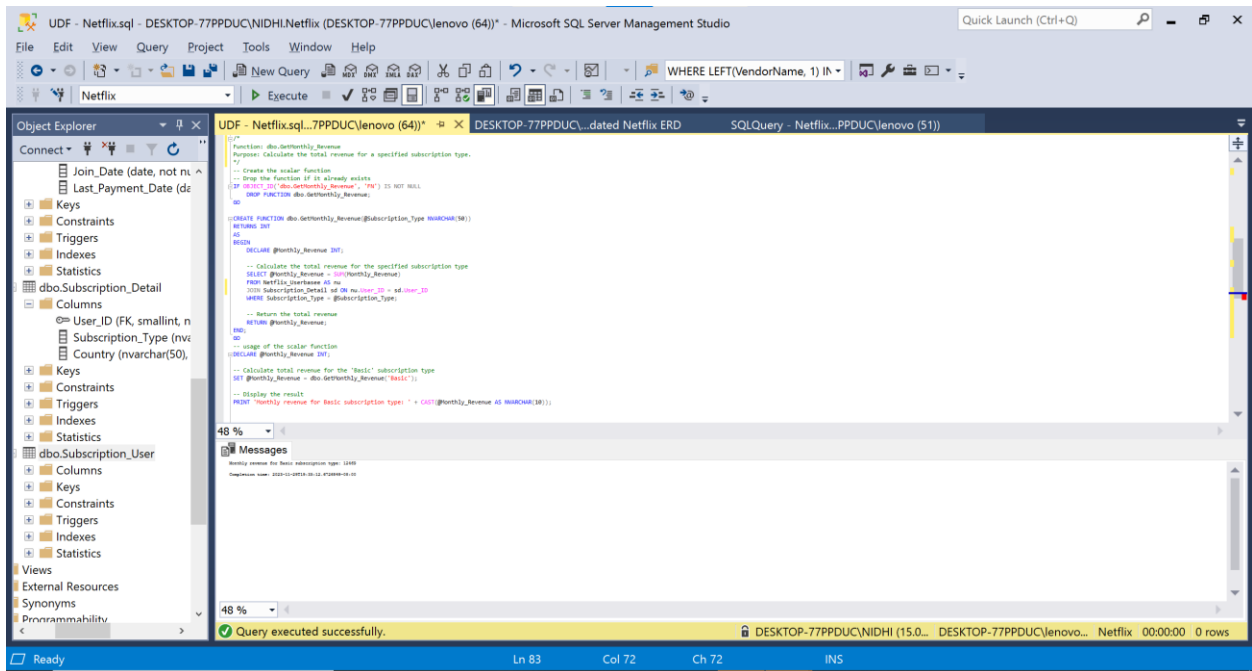 UDF - Netflix.sql - DESKTOP-77PPDUC\NIDHI.Netflix (DESKTOP-77PPDUC\lenovo (64))* - Microsoft SQL Server Management Studio
Quick Launch (Ctrl+Q)
File Edit View Query Project Tools Window Help
New Query MDX DMX XMLA DAX WHERE LEFT(VendorName, 1) IN
Netflix Execute
Object Explorer
UDF - Netflix.sql...7PPDUC\lenovo (64))* DESKTOP-77PPDUC\...dated Netflix ERD SQLQuery - Netflix...PPDUC\lenovo (51))
Connect
Join_Date (date, not nu
Last_Payment_Date (da
Keys
Constraints
Triggers
Indexes
Statistics
dbo.Subscription_Detail
Columns
User_ID (FK, smallint, n
Subscription_Type (nva
Country (nvarchar(50),
Keys
Constraints
Triggers
Indexes
Statistics
dbo.Subscription_User
Columns
Keys
Constraints
Triggers
Indexes
Statistics
Views
External Resources
Synonyms
Programmability
/*
Function: dbo.GetMonthly_Revenue
Purpose: Calculate the total revenue for a specified subscription type.
*/
-- Create the scalar function
-- Drop the function if it already exists
IF OBJECT_ID('dbo.GetMonthly_Revenue', 'FN') IS NOT NULL
DROP FUNCTION dbo.GetMonthly_Revenue;
GO
CREATE FUNCTION dbo.GetMonthly_Revenue(@Subscription_Type NVARCHAR(50))
RETURNS INT
AS
BEGIN
DECLARE @Monthly_Revenue INT;
-- Calculate the total revenue for the specified subscription type
SELECT @Monthly_Revenue = SUM(Monthly_Revenue)
FROM Netflix_Userbasee AS nu
JOIN Subscription_Detail sd ON nu.User_ID = sd.User_ID
WHERE Subscription_Type = @Subscription_Type;
-- Return the total revenue
RETURN @Monthly_Revenue;
END;
GO
-- usage of the scalar function
DECLARE @Monthly_Revenue INT;
-- Calculate total revenue for the 'Basic' subscription type
SET @Monthly_Revenue = dbo.GetMonthly_Revenue('Basic');
-- Display the result
PRINT 'Monthly revenue for Basic subscription type: ' + CAST(@Monthly_Revenue AS NVARCHAR(10));
48 %
Messages
Monthly revenue for Basic subscription type:
Completion time:
48 %
Query executed successfully.
DESKTOP-77PPDUC\NIDHI (15.0... DESKTOP-77PPDUC\lenovo... Netflix 00:00:00 0 rows
Ready Ln 83 Col 72 Ch 72 INS